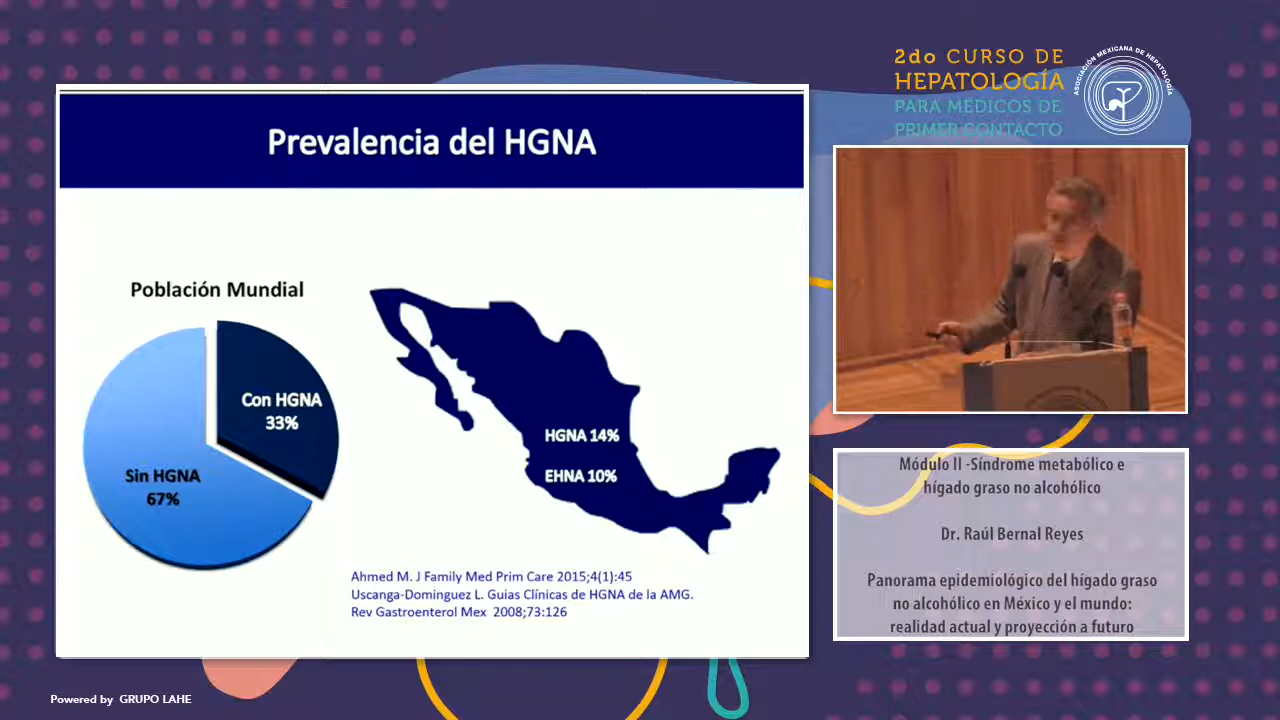 2do CURSO DE
HEPATOLOGÍA
PARA MÉDICOS DE
PRIMER CONTACTO
ASOCIACIÓN MEXICANA DE HEPATOLOGÍA
Prevalencia del HGNA
Población Mundial
Con HGNA
33%
Sin HGNA
67%
HGNA 14%
EHNA 10%
Ahmed M. J Family Med Prim Care 2015;4(1):45
Uscanga-Dominguez L. Guias Clínicas de HGNA de la AMG.
Rev Gastroenterol Mex 2008;73:126
Módulo II -Síndrome metabólico e
hígado graso no alcohólico
Dr. Raúl Bernal Reyes
Panorama epidemiológico del hígado graso
no alcohólico en México y el mundo:
realidad actual y proyección a futuro
Powered by GRUPO LAHE